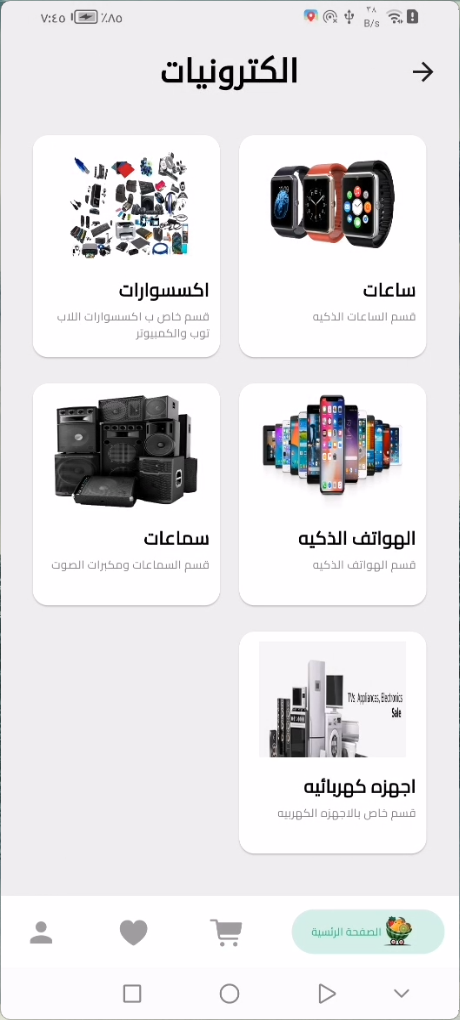 ٧:٤٥ ٪٨٥
٣٨
B/s
الكترونيات
ساعات
قسم الساعات الذكيه
اكسسوارات
قسم خاص ب اكسسوارات اللاب
توب والكمبيوتر
الهواتف الذكيه
قسم الهواتف الذكيه
سماعات
قسم السماعات ومكبرات الصوت
TVs Appliances, Electronics
Sale
اجهزه كهربائيه
قسم خاص بالاجهزه الكهربيه
الصفحة الرئسية